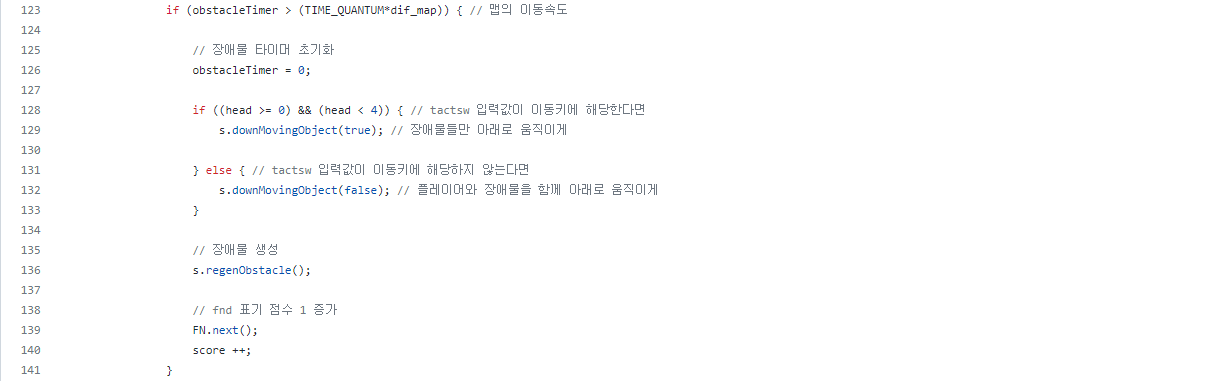 123 if (obstacleTimer > (TIME_QUANTUM*dif_map)) { // 맵의 이동속도
124
125 // 장애물 타이머 초기화
126 obstacleTimer = 0;
127
128 if ((head >= 0) && (head < 4)) { // tactsw 입력값이 이동키에 해당한다면
129 s.downMovingObject(true); // 장애물들만 아래로 움직이게
130
131 } else { // tactsw 입력값이 이동키에 해당하지 않는다면
132 s.downMovingObject(false); // 플레이어와 장애물을 함께 아래로 움직이게
133 }
134
135 // 장애물 생성
136 s.regenObstacle();
137
138 // fnd 표기 점수 1 증가
139 FN.next();
140 score ++;
141 }